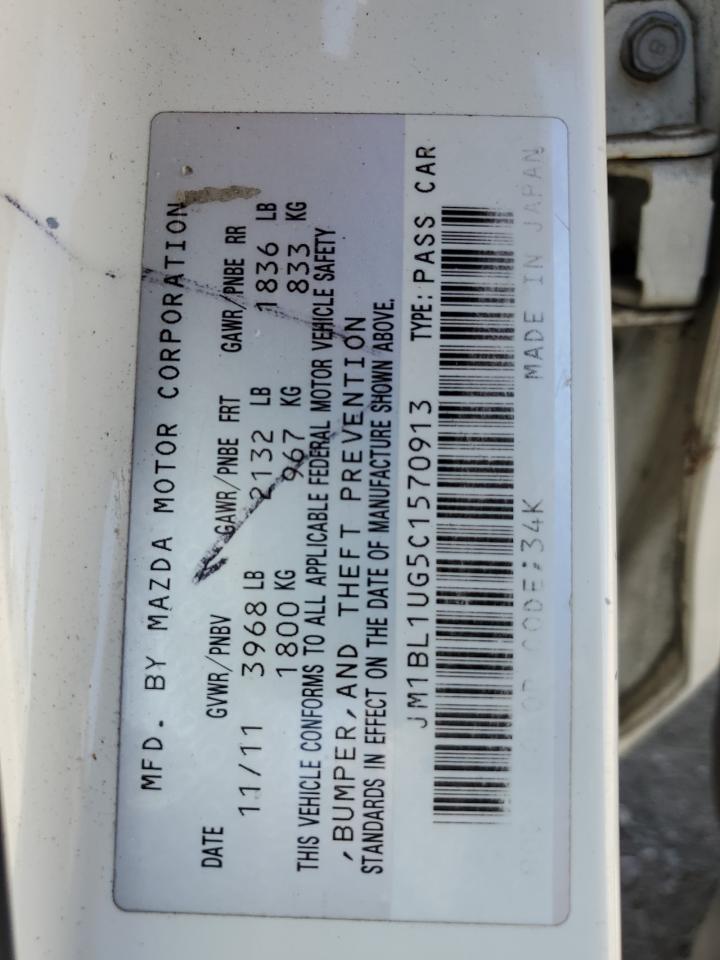 MFD. BY MAZDA MOTOR CORPORATION
DATE GVWR/PNBV GAWR/PNBE FRT GAWR/PNBE RR
11/11 3968 LB 2132 LB 1836 LB
1800 KG 967 KG 833 KG
THIS VEHICLE CONFORMS TO ALL APPLICABLE FEDERAL MOTOR VEHICLE SAFETY
,BUMPER,AND THEFT PREVENTION
STANDARDS IN EFFECT ON THE DATE OF MANUFACTURE SHOWN ABOVE.
JM1BL1UG5C1570913 TYPE: PASS CAR
CODE:34K MADE IN JAPAN
8